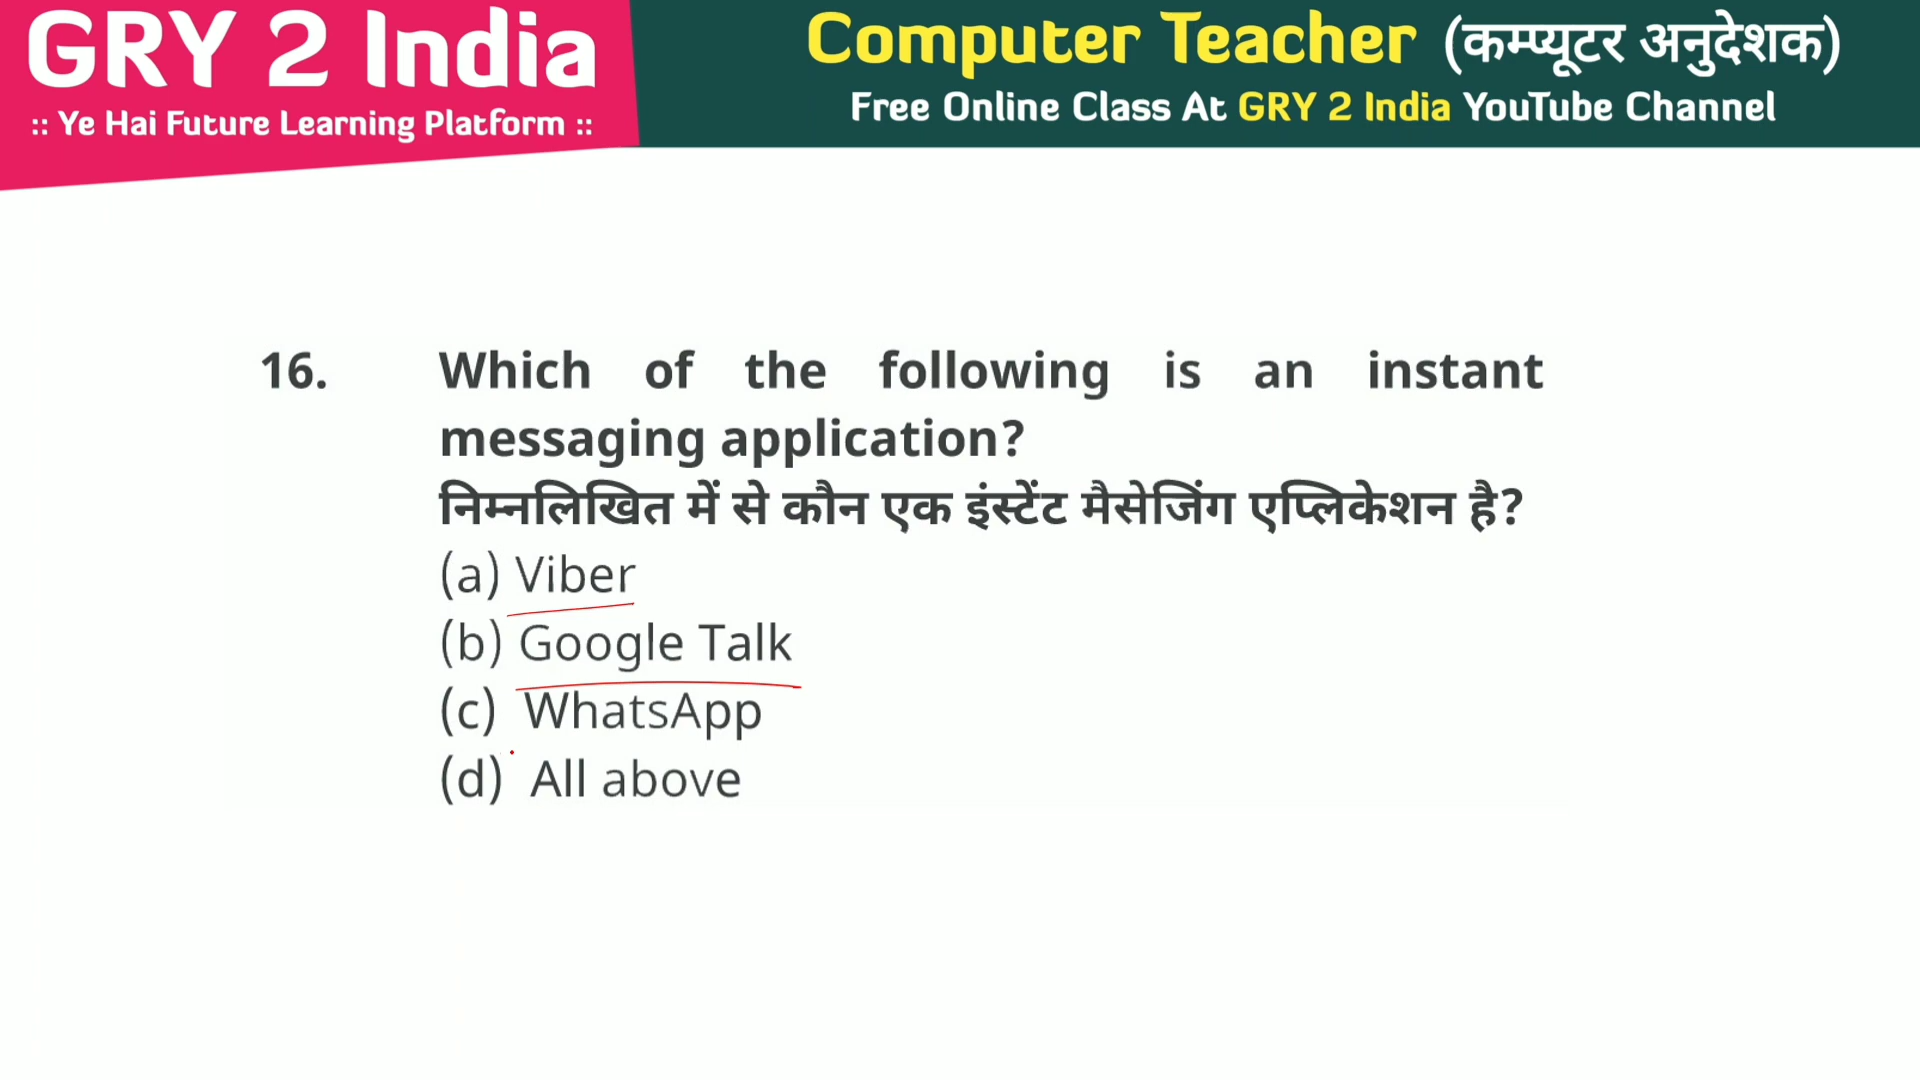 GRY 2 India
:: Ye Hai Future Learning Platform ::
Computer Teacher (कम्प्यूटर अनुदेशक)
Free Online Class At GRY 2 India YouTube Channel
16. Which of the following is an instant
messaging application?
निम्नलिखित में से कौन एक इंस्टेंट मैसेजिंग एप्लिकेशन है?
(a) Viber
(b) Google Talk
(c) WhatsApp
(d) All above